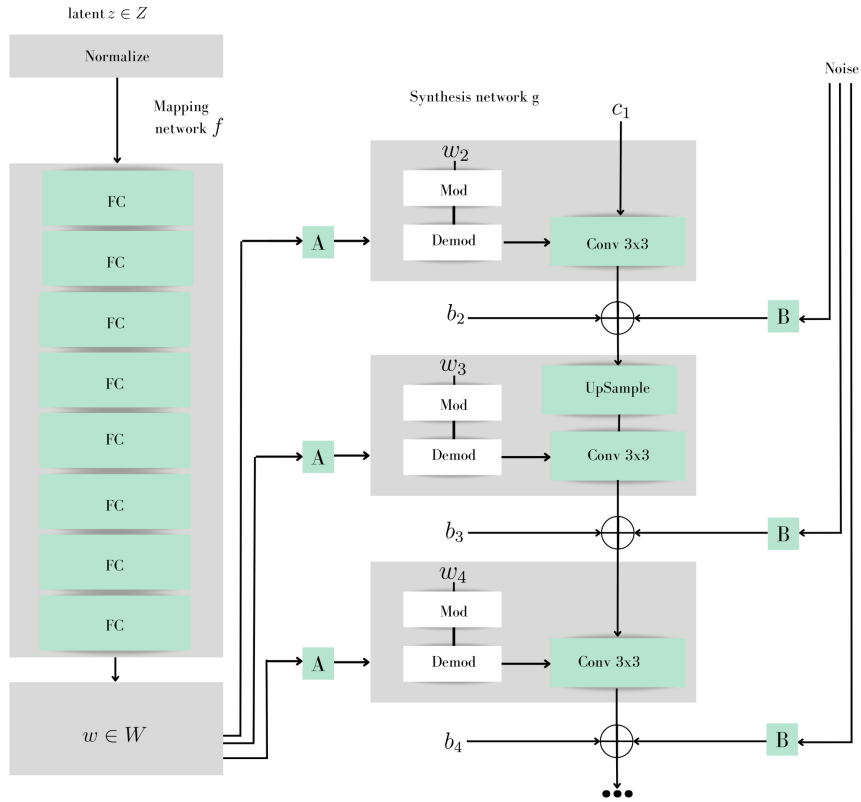 latent z ∈ Z
Normalize
Mapping
network f
FC
FC
FC
FC
FC
FC
FC
FC
w ∈ W
Synthesis network g
Noise
c₁
w₂
Mod
Demod
Conv 3x3
A
b₂
B
w₃
Mod
UpSample
Demod
Conv 3x3
A
b₃
B
w₄
Mod
Demod
Conv 3x3
A
b₄
B